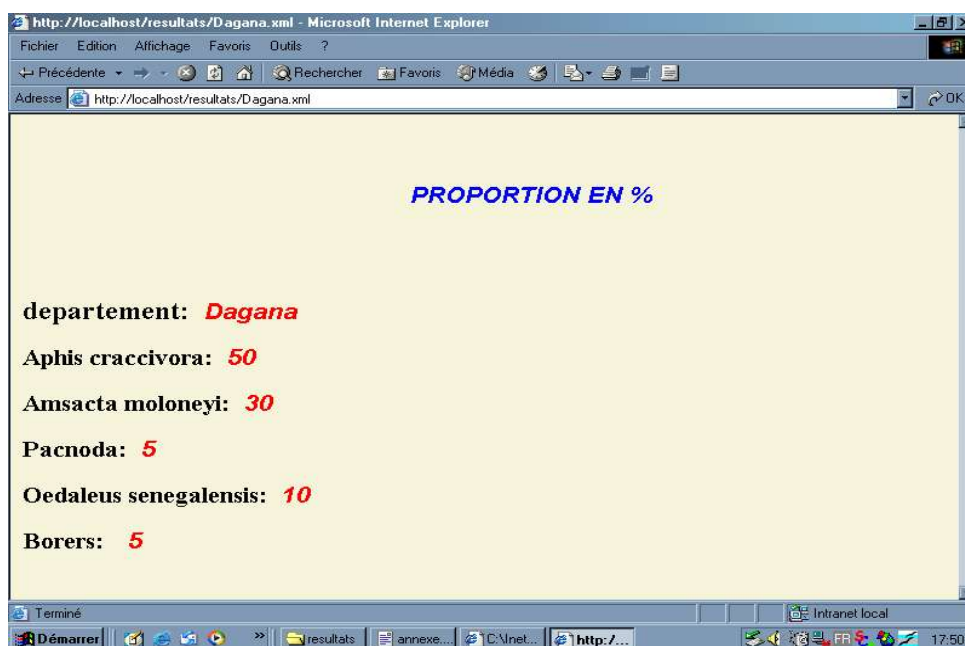 http://localhost/resultats/Dagana.xml - Microsoft Internet Explorer
Fichier Edition Affichage Favoris Outils ?
Précédente Rechercher Favoris Média
Adresse http://localhost/resultats/Dagana.xml OK
PROPORTION EN %
departement: Dagana
Aphis craccivora: 50
Amsacta moloneyi: 30
Pacnoda: 5
Oedaleus senegalensis: 10
Borers: 5
Terminé Intranet local
Démarrer » resultats annexe... C:\Inet... http:/... FR 17:50